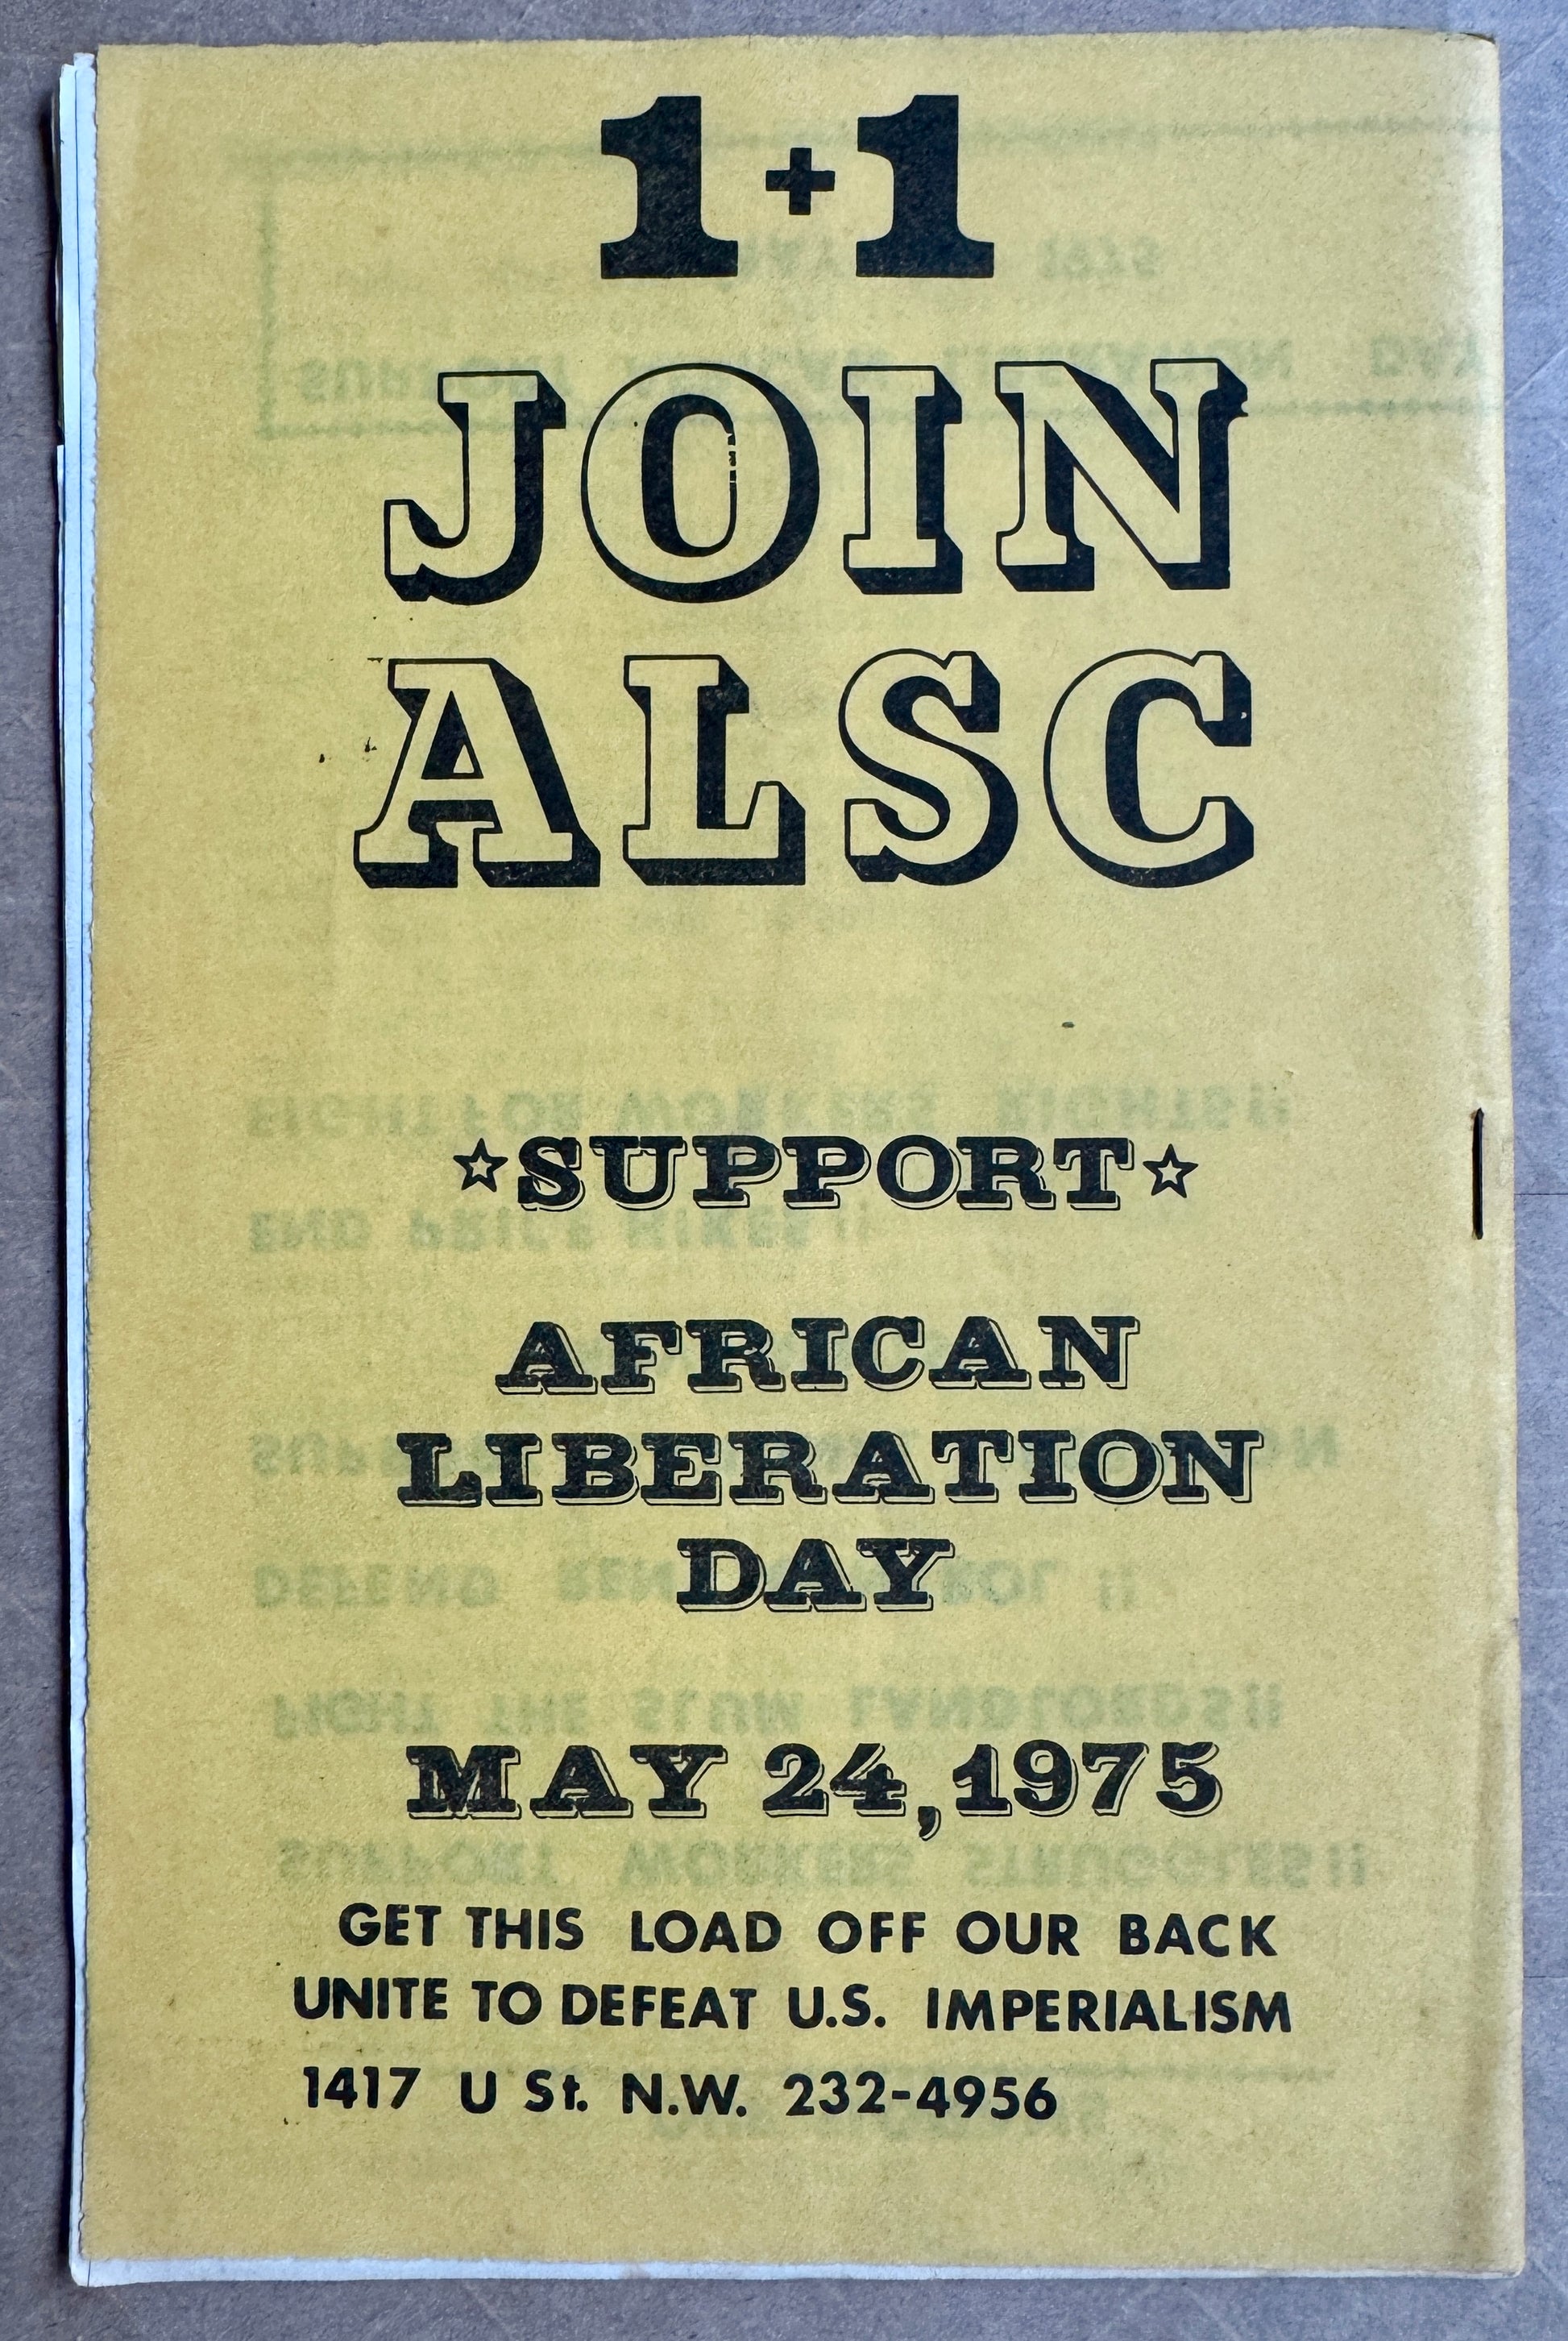 1+1
JOIN
ALSC
☆SUPPORT☆
AFRICAN
LIBERATION
DAY
MAY 24,1975
GET THIS LOAD OFF OUR BACK
UNITE TO DEFEAT U.S. IMPERIALISM
1417 U St. N.W. 232-4956